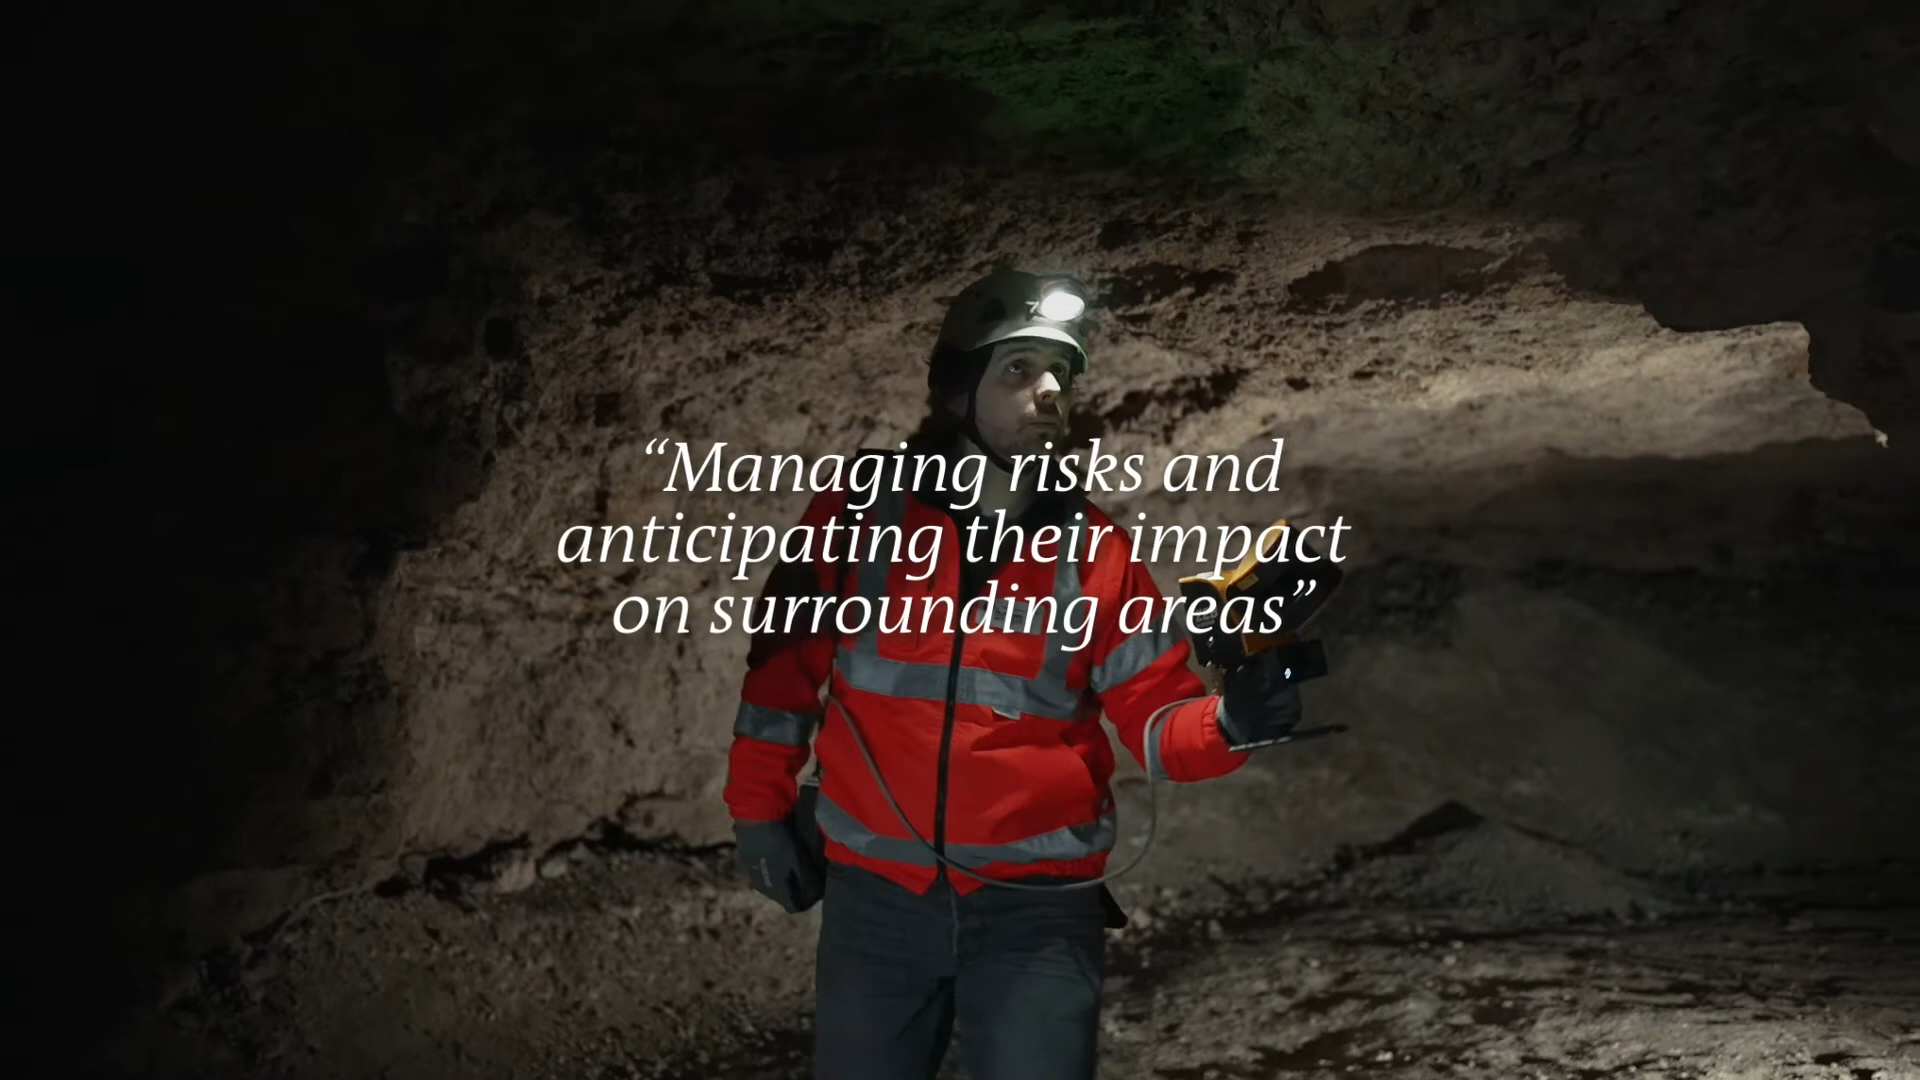 “Managing risks and
anticipating their impact
on surrounding areas”